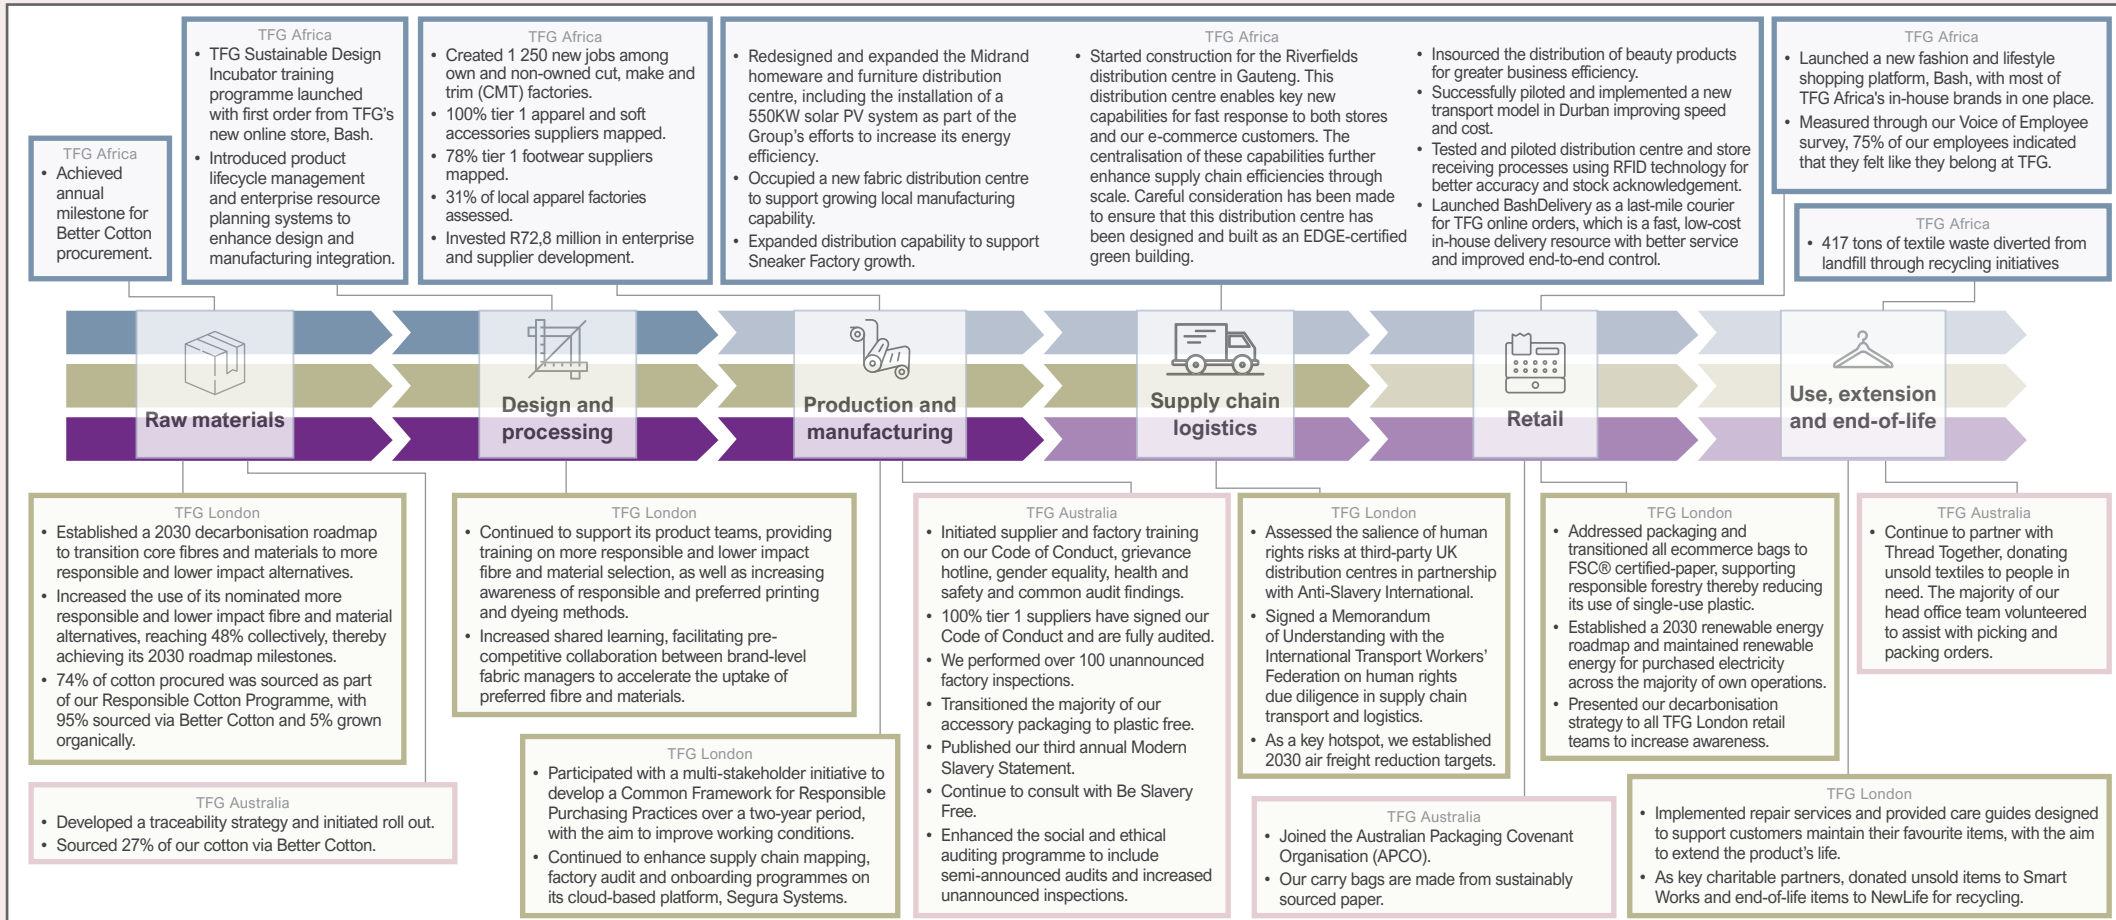 TFG Africa
• Achieved
annual
milestone for
Better Cotton
procurement.
TFG Africa
• TFG Sustainable Design
Incubator training
programme launched
with first order from TFG's
new online store, Bash.
• Introduced product
lifecycle management
and enterprise resource
planning systems to
enhance design and
manufacturing integration.
TFG Africa
• Created 1 250 new jobs among
own and non-owned cut, make and
trim (CMT) factories.
• 100% tier 1 apparel and soft
accessories suppliers mapped.
• 78% tier 1 footwear suppliers
mapped.
• 31% of local apparel factories
assessed.
• Invested R72,8 million in enterprise
and supplier development.
TFG Africa
• Redesigned and expanded the Midrand
homeware and furniture distribution
centre, including the installation of a
550KW solar PV system as part of the
Group's efforts to increase its energy
efficiency.
• Occupied a new fabric distribution centre
to support growing local manufacturing
capability.
• Expanded distribution capability to support
Sneaker Factory growth.
• Started construction for the Riverfields
distribution centre in Gauteng. This
distribution centre enables key new
capabilities for fast response to both stores
and our e-commerce customers. The
centralisation of these capabilities further
enhance supply chain efficiencies through
scale. Careful consideration has been made
to ensure that this distribution centre has
been designed and built as an EDGE-certified
green building.
• Insourced the distribution of beauty products
for greater business efficiency.
• Successfully piloted and implemented a new
transport model in Durban improving speed
and cost.
• Tested and piloted distribution centre and store
receiving processes using RFID technology for
better accuracy and stock acknowledgement.
• Launched BashDelivery as a last-mile courier
for TFG online orders, which is a fast, low-cost
in-house delivery resource with better service
and improved end-to-end control.
TFG Africa
• Launched a new fashion and lifestyle
shopping platform, Bash, with most of
TFG Africa's in-house brands in one place.
• Measured through our Voice of Employee
survey, 75% of our employees indicated
that they felt like they belong at TFG.
TFG Africa
• 417 tons of textile waste diverted from
landfill through recycling initiatives
Raw materials
Design and
processing
Production and
manufacturing
Supply chain
logistics
Retail
Use, extension
and end-of-life
TFG London
• Established a 2030 decarbonisation roadmap
to transition core fibres and materials to more
responsible and lower impact alternatives.
• Increased the use of its nominated more
responsible and lower impact fibre and material
alternatives, reaching 48% collectively, thereby
achieving its 2030 roadmap milestones.
• 74% of cotton procured was sourced as part
of our Responsible Cotton Programme, with
95% sourced via Better Cotton and 5% grown
organically.
TFG Australia
• Developed a traceability strategy and initiated roll out.
• Sourced 27% of our cotton via Better Cotton.
TFG London
• Continued to support its product teams, providing
training on more responsible and lower impact
fibre and material selection, as well as increasing
awareness of responsible and preferred printing
and dyeing methods.
• Increased shared learning, facilitating pre-
competitive collaboration between brand-level
fabric managers to accelerate the uptake of
preferred fibre and materials.
TFG London
• Participated with a multi-stakeholder initiative to
develop a Common Framework for Responsible
Purchasing Practices over a two-year period,
with the aim to improve working conditions.
• Continued to enhance supply chain mapping,
factory audit and onboarding programmes on
its cloud-based platform, Segura Systems.
TFG Australia
• Initiated supplier and factory training
on our Code of Conduct, grievance
hotline, gender equality, health and
safety and common audit findings.
• 100% tier 1 suppliers have signed our
Code of Conduct and are fully audited.
• We performed over 100 unannounced
factory inspections.
• Transitioned the majority of our
accessory packaging to plastic free.
• Published our third annual Modern
Slavery Statement.
• Continue to consult with Be Slavery
Free.
• Enhanced the social and ethical
auditing programme to include
semi-announced audits and increased
unannounced inspections.
TFG London
• Assessed the salience of human
rights risks at third-party UK
distribution centres in partnership
with Anti-Slavery International.
• Signed a Memorandum
of Understanding with the
International Transport Workers'
Federation on human rights
due diligence in supply chain
transport and logistics.
• As a key hotspot, we established
2030 air freight reduction targets.
TFG Australia
• Joined the Australian Packaging Covenant
Organisation (APCO).
• Our carry bags are made from sustainably
sourced paper.
TFG London
• Addressed packaging and
transitioned all ecommerce bags to
FSC® certified-paper, supporting
responsible forestry thereby reducing
its use of single-use plastic.
• Established a 2030 renewable energy
roadmap and maintained renewable
energy for purchased electricity
across the majority of own operations.
• Presented our decarbonisation
strategy to all TFG London retail
teams to increase awareness.
TFG Australia
• Continue to partner with
Thread Together, donating
unsold textiles to people in
need. The majority of our
head office team volunteered
to assist with picking and
packing orders.
TFG London
• Implemented repair services and provided care guides designed
to support customers maintain their favourite items, with the aim
to extend the product's life.
• As key charitable partners, donated unsold items to Smart
Works and end-of-life items to NewLife for recycling.